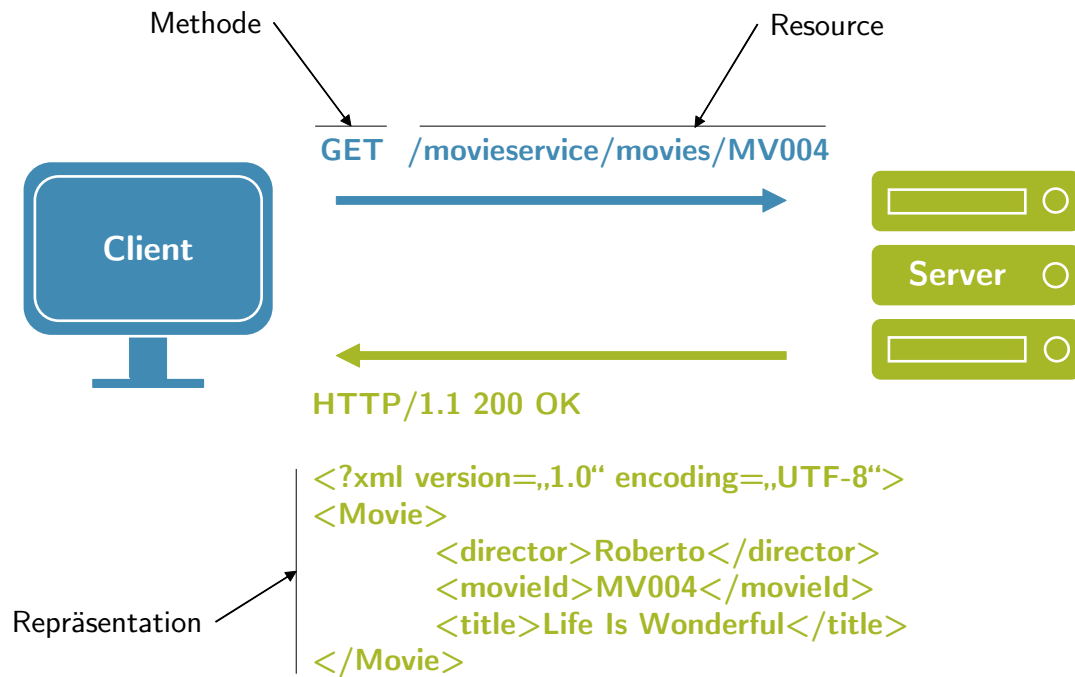 Methode
Resource
GET /movieservice/movies/MV004
Client
Server
HTTP/1.1 200 OK
<?xml version=„1.0“ encoding=„UTF-8“>
<Movie>
<director>Roberto</director>
<movieId>MV004</movieId>
<title>Life Is Wonderful</title>
</Movie>
Repräsentation